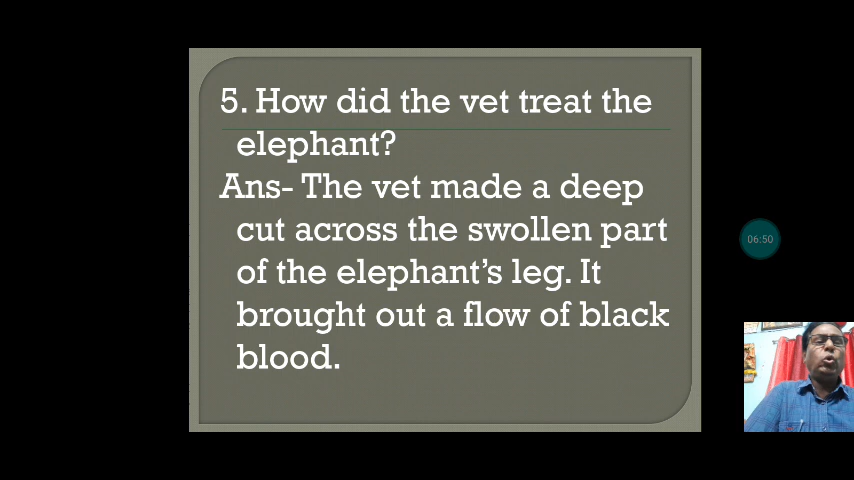 5. How did the vet treat the
elephant?
Ans- The vet made a deep
cut across the swollen part
of the elephant’s leg. It
brought out a flow of black
blood.
06:50